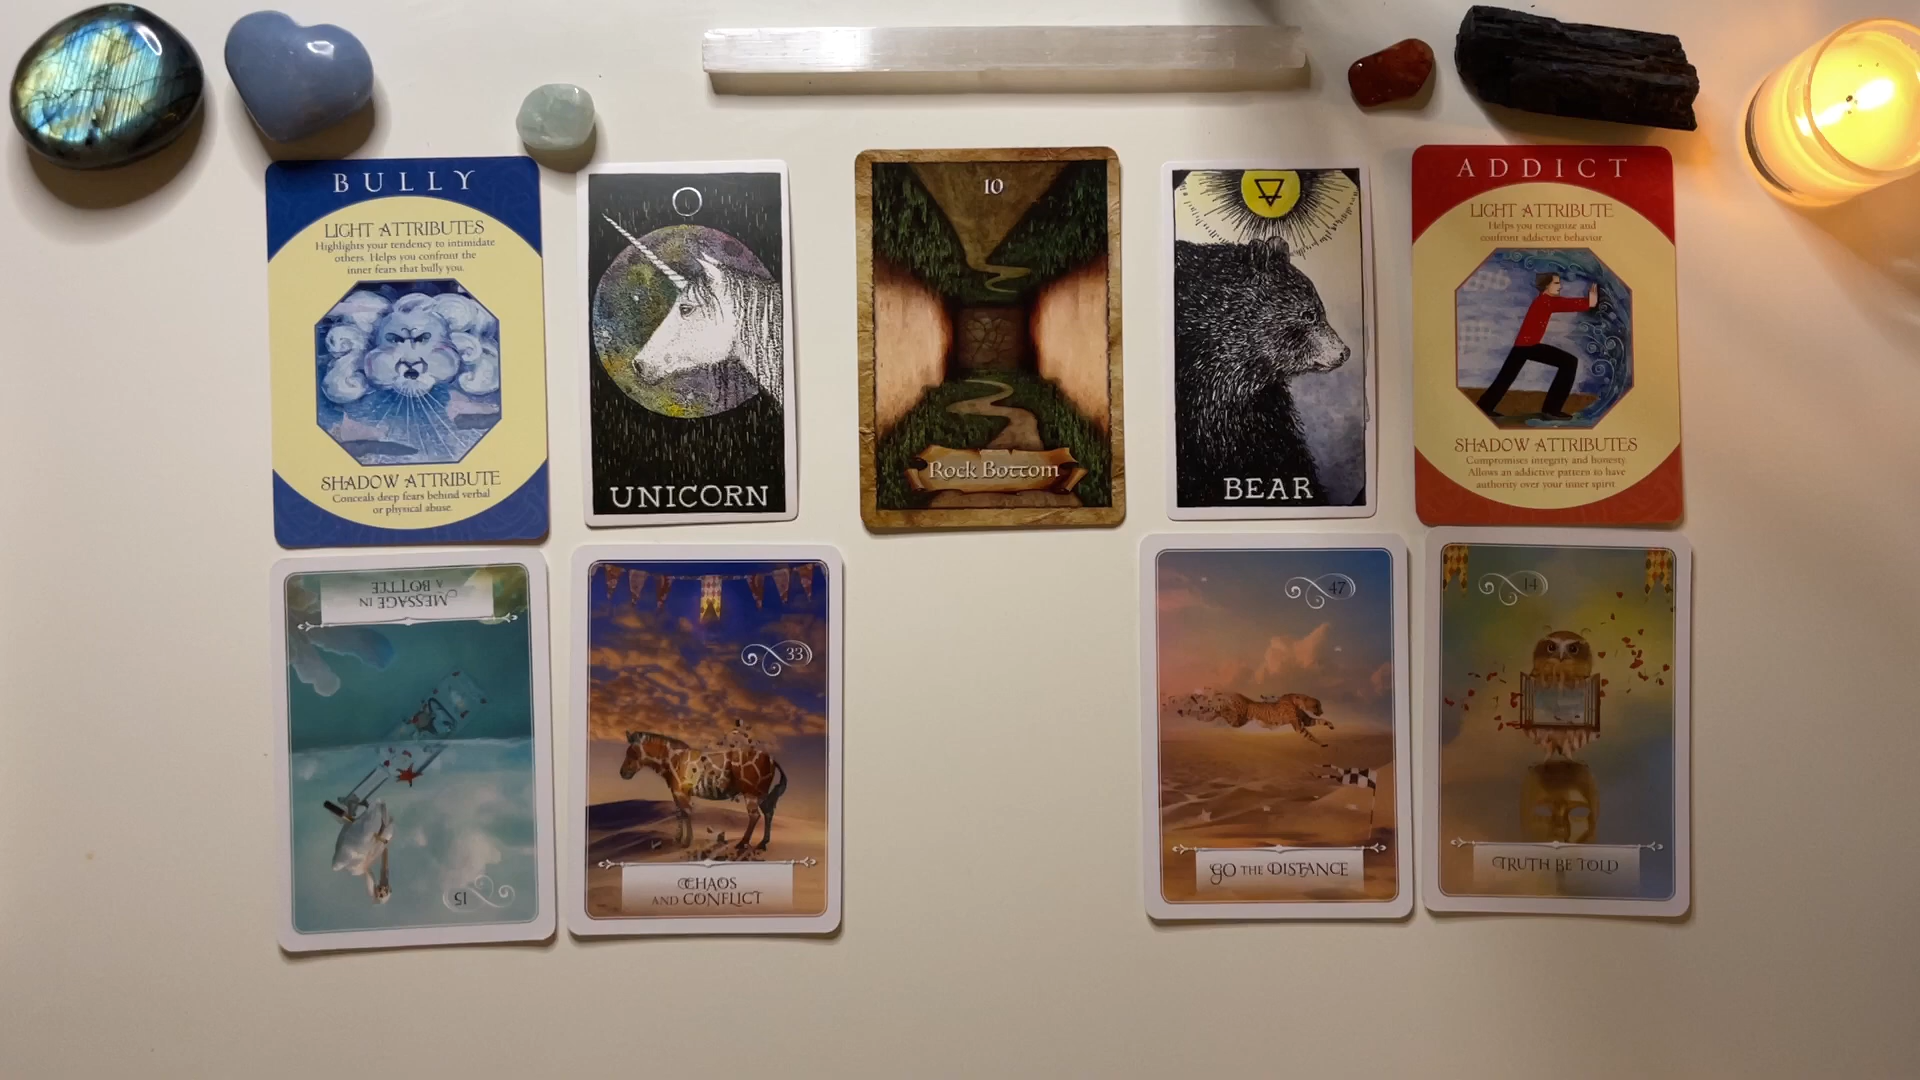 BULLY
LIGHT ATTRIBUTES
Highlights your tendency to intimidate
others. Helps you confront the
inner fears that bully you.
SHADOW ATTRIBUTE
Conceals deep fears behind verbal
or physical abuse.
UNICORN
10
Rock Bottom
BEAR
ADDICT
LIGHT ATTRIBUTE
Helps you recognize and
confront addictive behavior
SHADOW ATTRIBUTES
Compromises integrity and honesty.
Allows an addictive pattern to have
authority over your inner spirit
MESSAGE IN
A BOTTLE
15
33
CHAOS
AND CONFLICT
47
GO THE DISTANCE
14
TRUTH BE TOLD